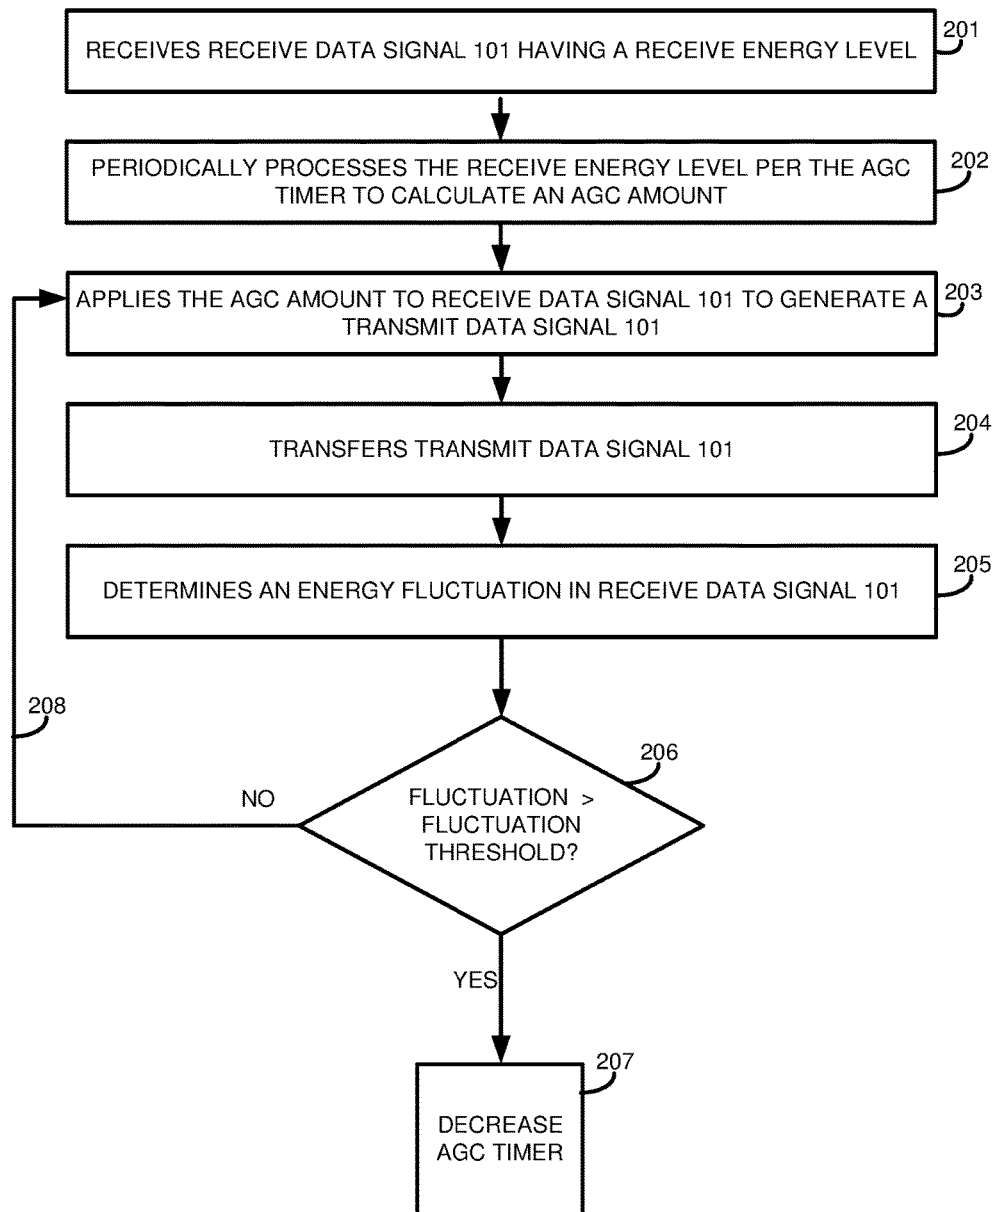 RECEIVES RECEIVE DATA SIGNAL 101 HAVING A RECEIVE ENERGY LEVEL
201
PERIODICALLY PROCESSES THE RECEIVE ENERGY LEVEL PER THE AGC
TIMER TO CALCULATE AN AGC AMOUNT
202
APPLIES THE AGC AMOUNT TO RECEIVE DATA SIGNAL 101 TO GENERATE A
TRANSMIT DATA SIGNAL 101
203
TRANSFERS TRANSMIT DATA SIGNAL 101
204
DETERMINES AN ENERGY FLUCTUATION IN RECEIVE DATA SIGNAL 101
205
208
206
NO
FLUCTUATION >
FLUCTUATION
THRESHOLD?
YES
207
DECREASE
AGC TIMER